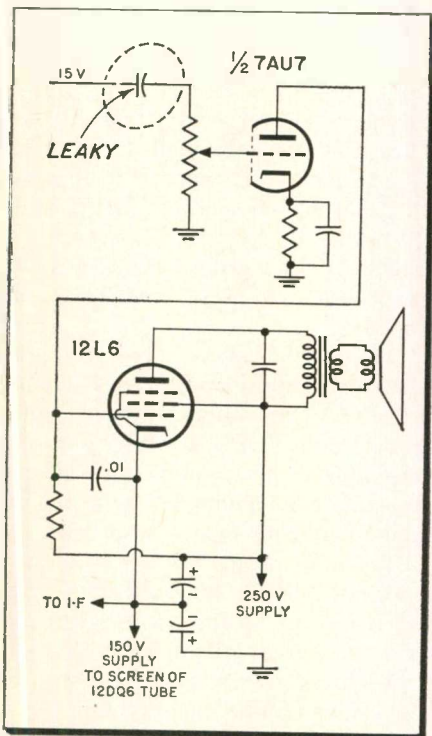 15 V
½ 7AU7
LEAKY
12L6
.01
+
-
TO I-F
-
+
250 V
SUPPLY
150 V
SUPPLY
TO SCREEN OF
12DQ6 TUBE